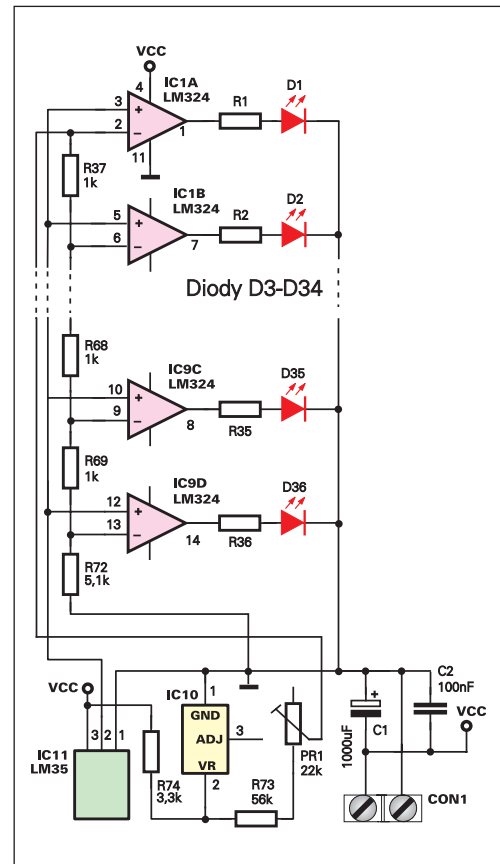 VCC
4
IC1A
LM324
3
+
2
−
1
11
R1
D1
R37
1k
IC1B
LM324
5
+
6
−
7
R2
D2
Diody D3-D34
R68
1k
IC9C
LM324
10
+
9
−
8
R35
D35
R69
1k
IC9D
LM324
12
+
13
−
14
R36
D36
R72
5,1k
VCC
3 2 1
IC11
LM35
R74
3,3k
IC10
1
GND
ADJ
3
VR
2
R73
56k
PR1
22k
+
1000uF
C1
C2
100nF
VCC
CON1